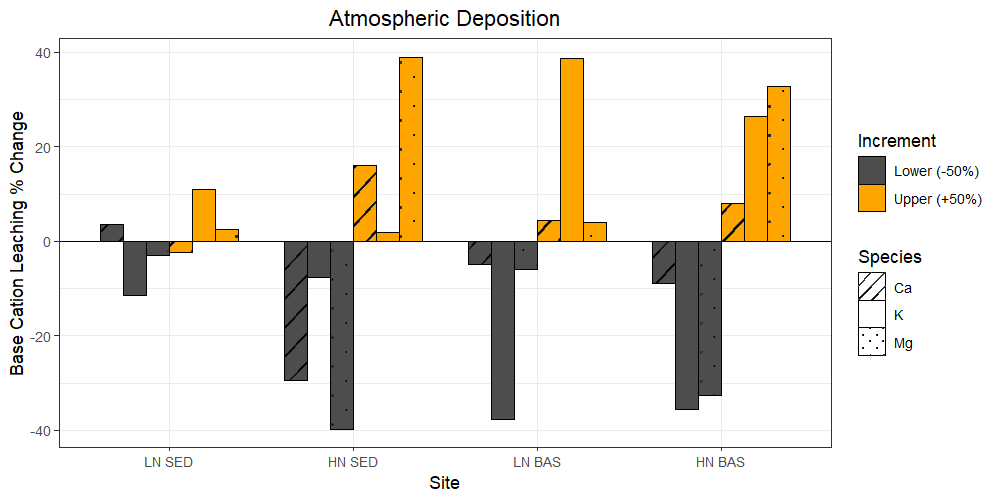 Atmospheric Deposition
Base Cation Leaching % Change
40
20
0
-20
-40
LN SED
HN SED
LN BAS
HN BAS
Site
Increment
Lower (-50%)
Upper (+50%)
Species
Ca
K
Mg